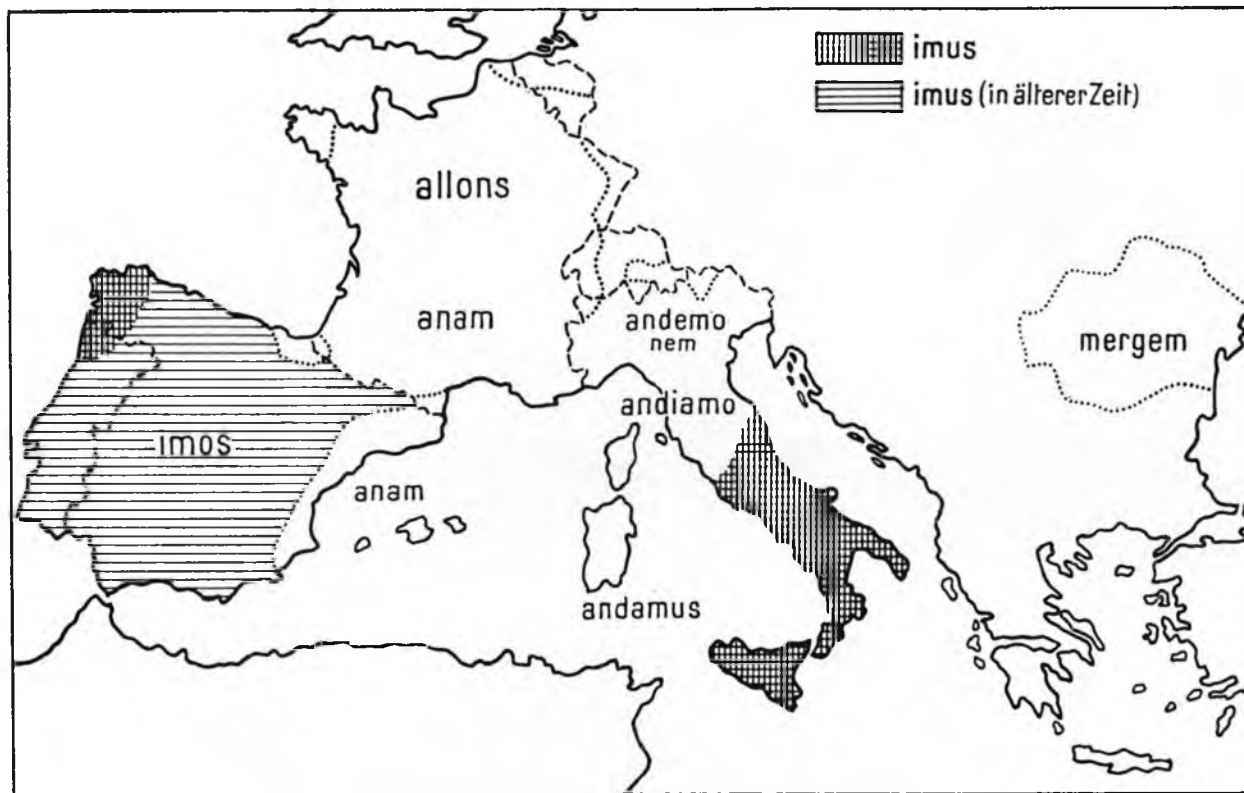 imus
imus (in älterer Zeit)
allons
anam
andemo
nem
mergem
andiamo
imos
anam
andamus